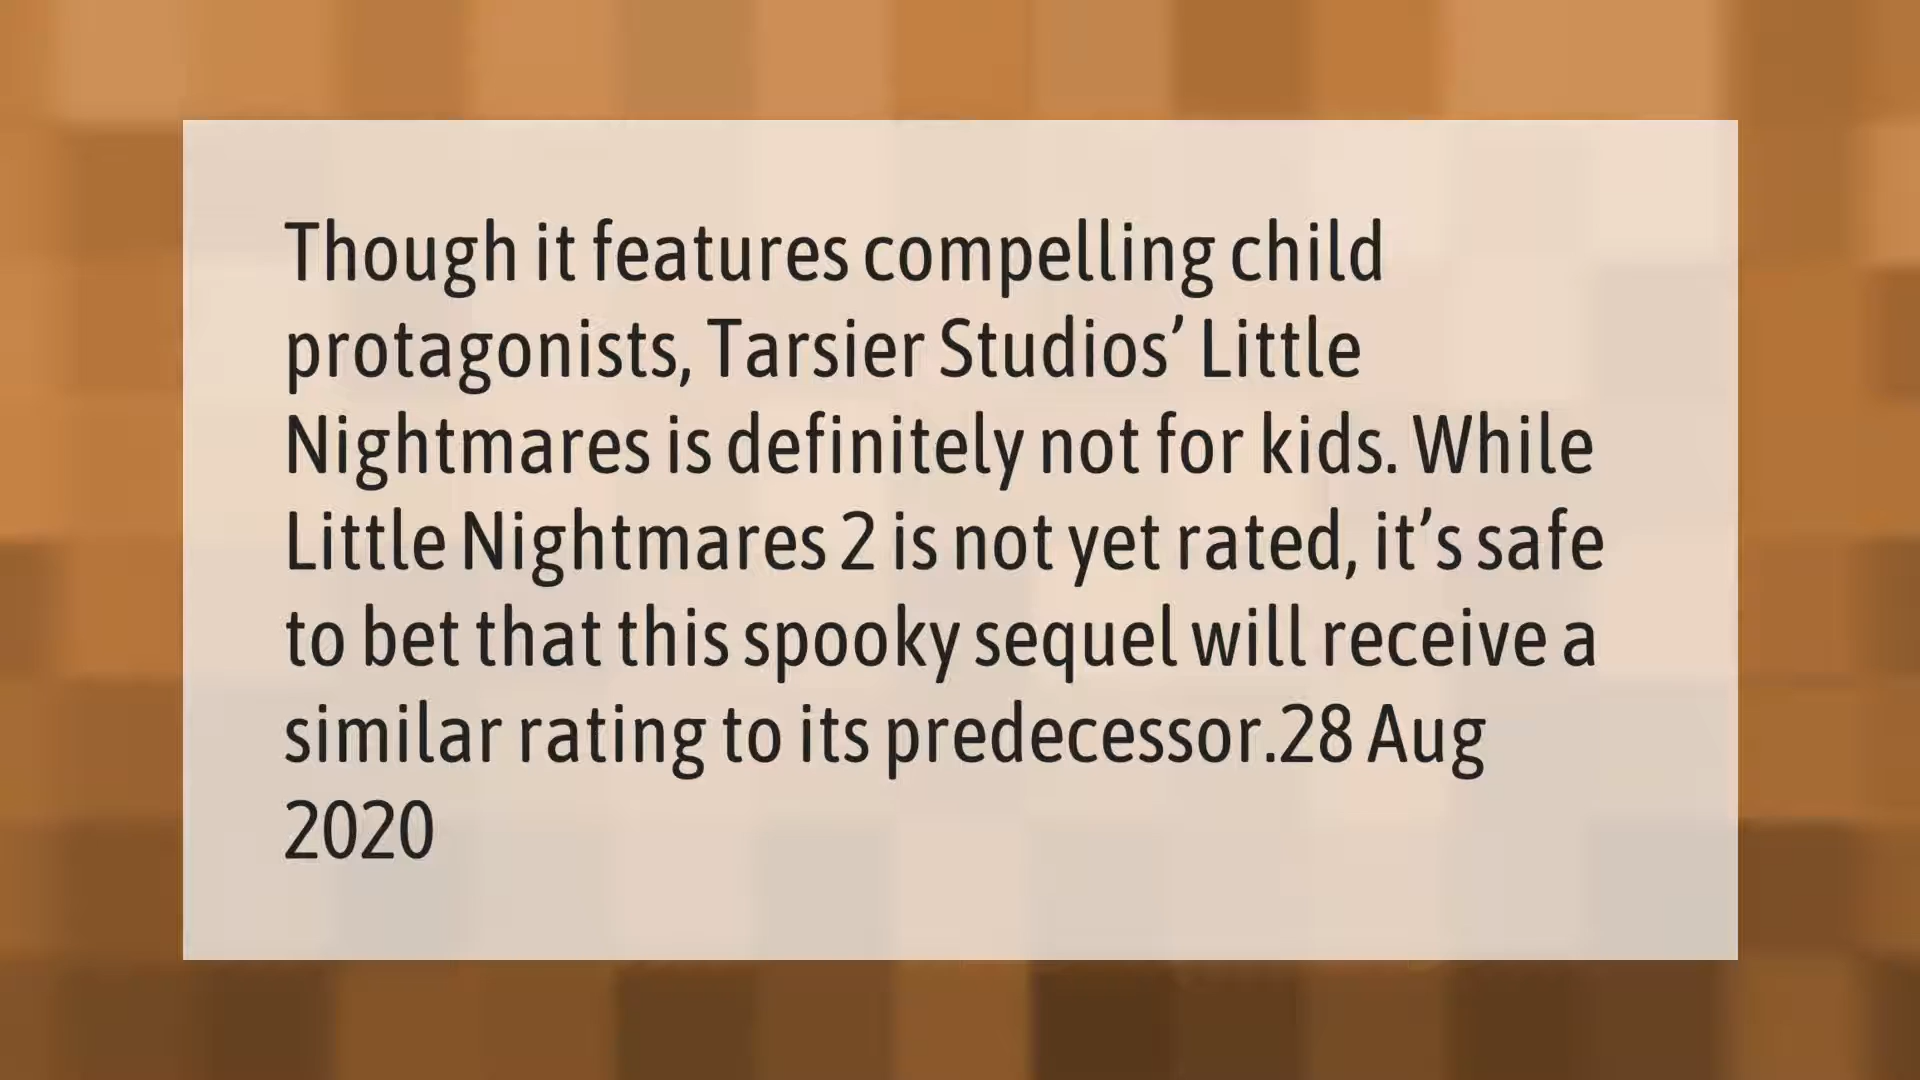 Though it features compelling child
protagonists, Tarsier Studios’ Little
Nightmares is definitely not for kids. While
Little Nightmares 2 is not yet rated, it’s safe
to bet that this spooky sequel will receive a
similar rating to its predecessor.28 Aug
2020